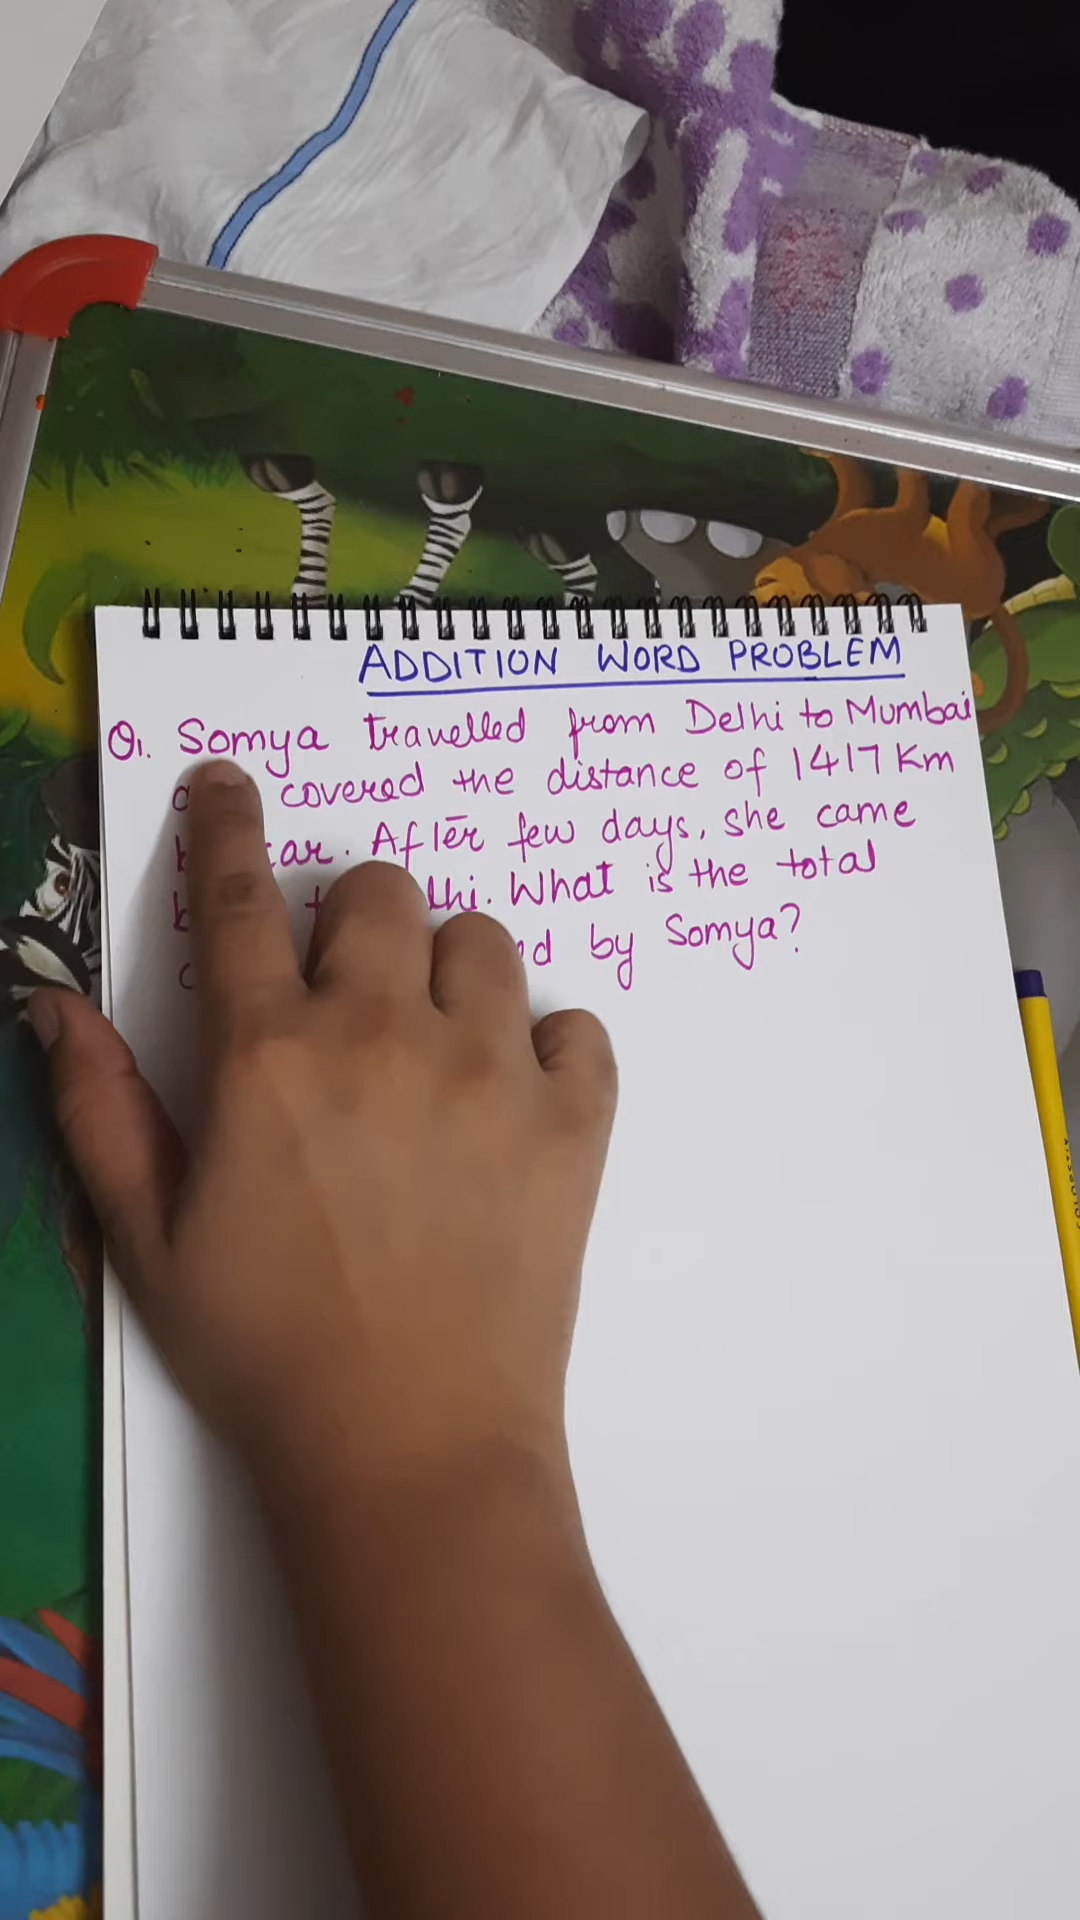 ADDITION WORD PROBLEM
Q1. Somya travelled from Delhi to Mumbai
covered the distance of 1417 Km
car. After few days, she came
What is the total
by Somya?